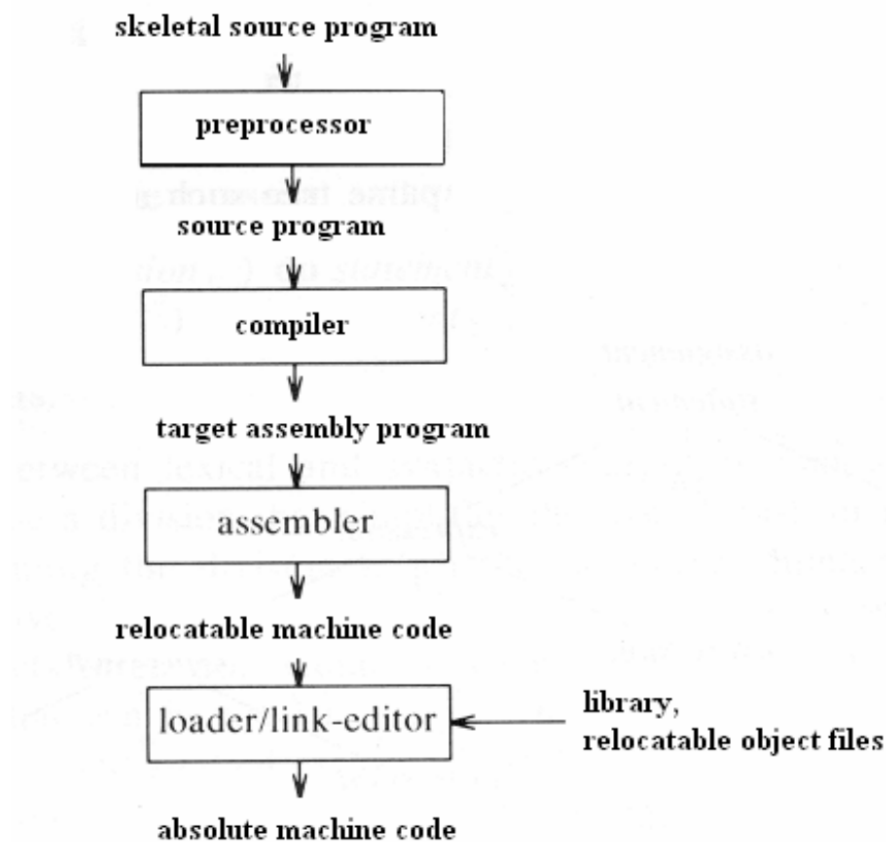 skeletal source program
preprocessor
source program
compiler
target assembly program
assembler
relocatable machine code
loader/link-editor
library,
relocatable object files
absolute machine code